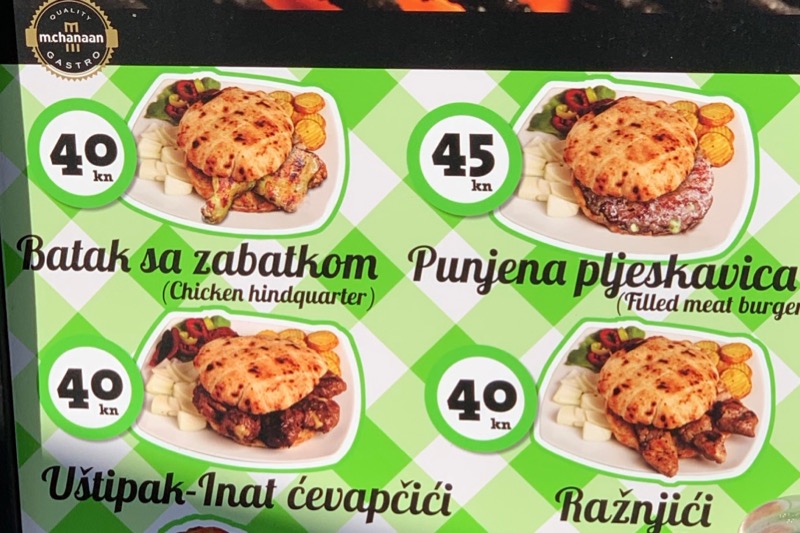 QUALITY
m.chanaan
GASTRO
40 kn
45 kn
Batak sa zabatkom
(Chicken hindquarter)
Punjena pljeskavica
(Filled meat burger
40 kn
40 kn
Uštipak-Inat ćevapčići
Ražnjići